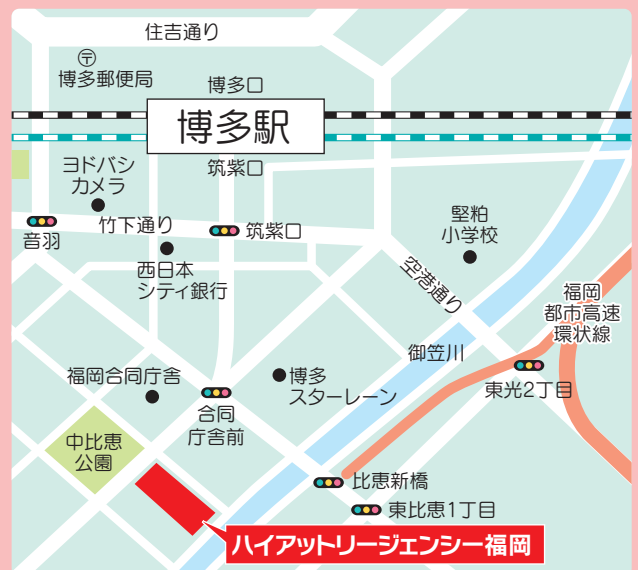 住吉通り
〒
博多郵便局
博多口
博多駅
筑紫口
ヨドバシ
カメラ
竹下通り
音羽
筑紫口
西日本
シティ銀行
堅粕
小学校
空港通り
福岡
都市高速
環状線
御笠川
東光2丁目
福岡合同庁舎
博多
スターレーン
合同
庁舎前
中比恵
公園
比恵新橋
東比恵1丁目
ハイアットリージェンシー福岡